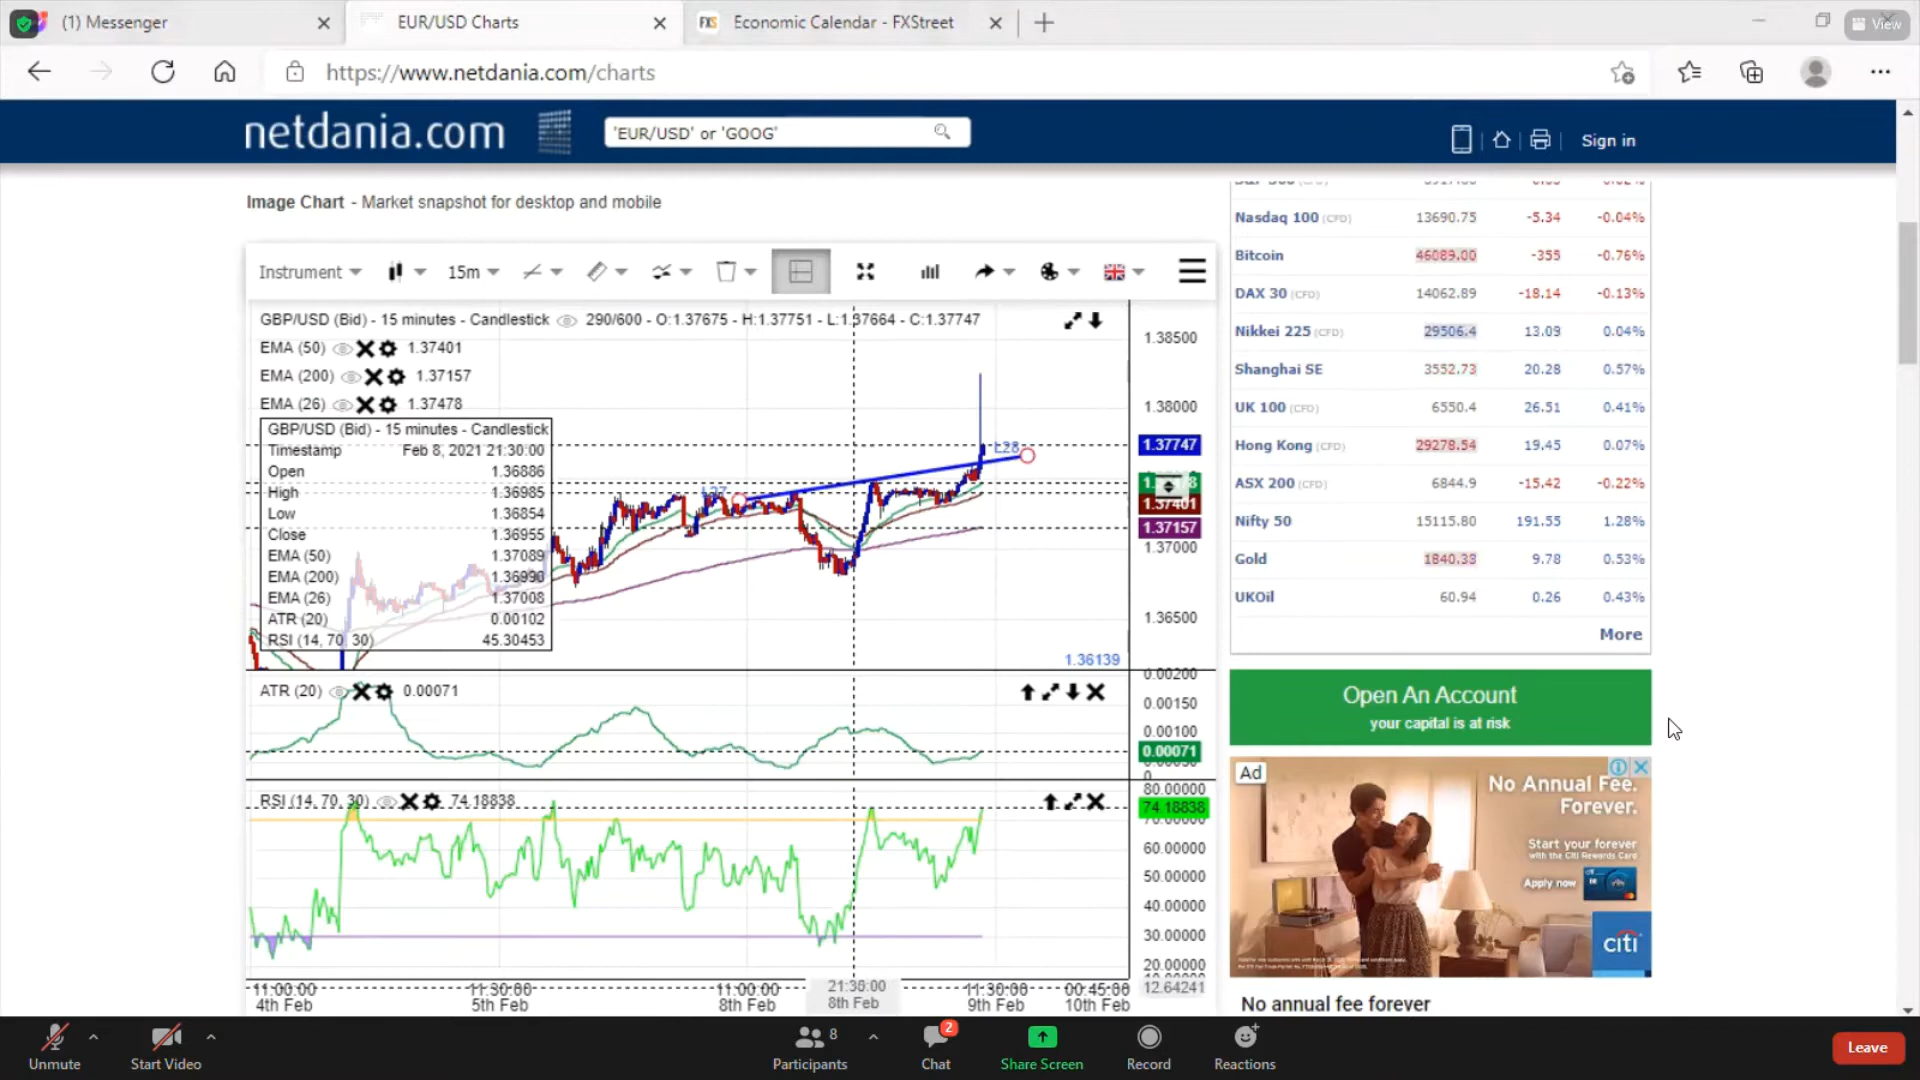 (1) Messenger
EUR/USD Charts
FXS
Economic Calendar - FXStreet
View
https://www.netdania.com/charts
netdania.com
'EUR/USD' or 'GOOG'
Sign in
Image Chart - Market snapshot for desktop and mobile
Instrument
15m
GBP/USD (Bid) - 15 minutes - Candlestick 290/600 - O:1.37675 - H:1.37751 - L:1.37664 - C:1.37747
EMA (50) 1.37401
EMA (200) 1.37157
EMA (26) 1.37478
GBP/USD (Bid) - 15 minutes - Candlestick
Timestamp Feb 8, 2021 21:30:00
Open 1.36886
High 1.36985
Low 1.36854
Close 1.36955
EMA (50) 1.37089
EMA (200) 1.36996
EMA (26) 1.37008
ATR (20) 0.00102
RSI (14, 70, 30) 45.30453
L27
L28
1.38500
1.38000
1.37747
1.37401
1.37157
1.37000
1.36500
1.36139
ATR (20) 0.00071
0.00200
0.00150
0.00100
0.00071
0
RSI (14, 70, 30) 74.18838
80.00000
74.18838
70.00000
60.00000
50.00000
40.00000
30.00000
20.00000
12.64241
11:00:00
4th Feb
11:30:00
5th Feb
11:00:00
8th Feb
21:38:00
8th Feb
11:30:00
9th Feb
00:45:00
10th Feb
Nasdaq 100 (CFD) 13690.75 -5.34 -0.04%
Bitcoin 46089.00 -355 -0.76%
DAX 30 (CFD) 14062.89 -18.14 -0.13%
Nikkei 225 (CFD) 29506.4 13.09 0.04%
Shanghai SE 3552.73 20.28 0.57%
UK 100 (CFD) 6550.4 26.51 0.41%
Hong Kong (CFD) 29278.54 19.45 0.07%
ASX 200 (CFD) 6844.9 -15.42 -0.22%
Nifty 50 15115.80 191.55 1.28%
Gold 1840.33 9.78 0.53%
UKOil 60.94 0.26 0.43%
More
Open An Account
your capital is at risk
Ad
No Annual Fee.
Forever.
Start your forever
with the Citi Rewards Card
Apply now
citi
No annual fee forever
Unmute
Start Video
8
Participants
2
Chat
Share Screen
Record
Reactions
Leave